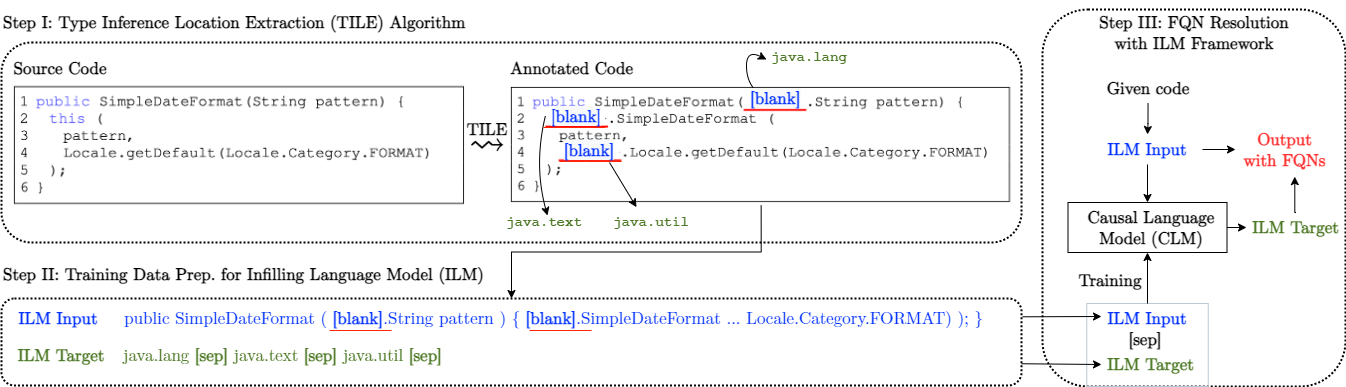 Step I: Type Inference Location Extraction (TILE) Algorithm
Source Code
1 public SimpleDateFormat(String pattern) {
2 this (
3 pattern,
4 Locale.getDefault(Locale.Category.FORMAT)
5 );
6 }
TILE
Annotated Code
java.lang
1 public SimpleDateFormat( [blank] .String pattern) {
2 [blank] .SimpleDateFormat (
3 pattern,
4 [blank] .Locale.getDefault(Locale.Category.FORMAT)
5 );
6 }
java.text
java.util
Step II: Training Data Prep. for Infilling Language Model (ILM)
ILM Input public SimpleDateFormat ( [blank].String pattern ) { [blank].SimpleDateFormat ... Locale.Category.FORMAT) ); }
ILM Target java.lang [sep] java.text [sep] java.util [sep]
Step III: FQN Resolution
with ILM Framework
Given code
ILM Input
Output
with FQNs
Causal Language
Model (CLM)
ILM Target
Training
ILM Input
[sep]
ILM Target